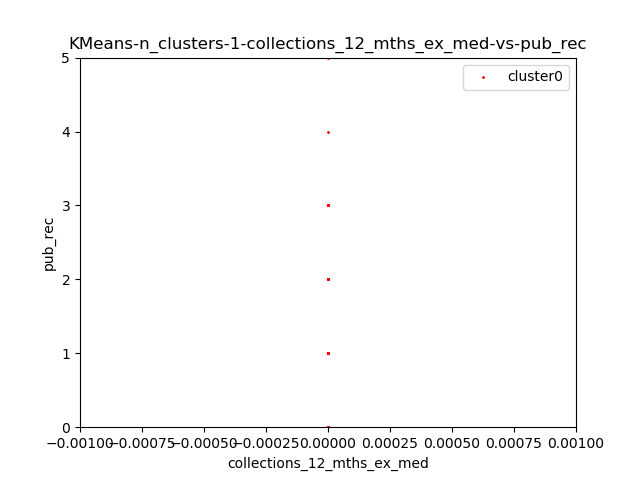 KMeans-n_clusters-1-collections_12_mths_ex_med-vs-pub_rec
cluster0
5
4
3
2
1
0
pub_rec
−0.00100 −0.00075 −0.00050 −0.00025 0.00000 0.00025 0.00050 0.00075 0.00100
collections_12_mths_ex_med